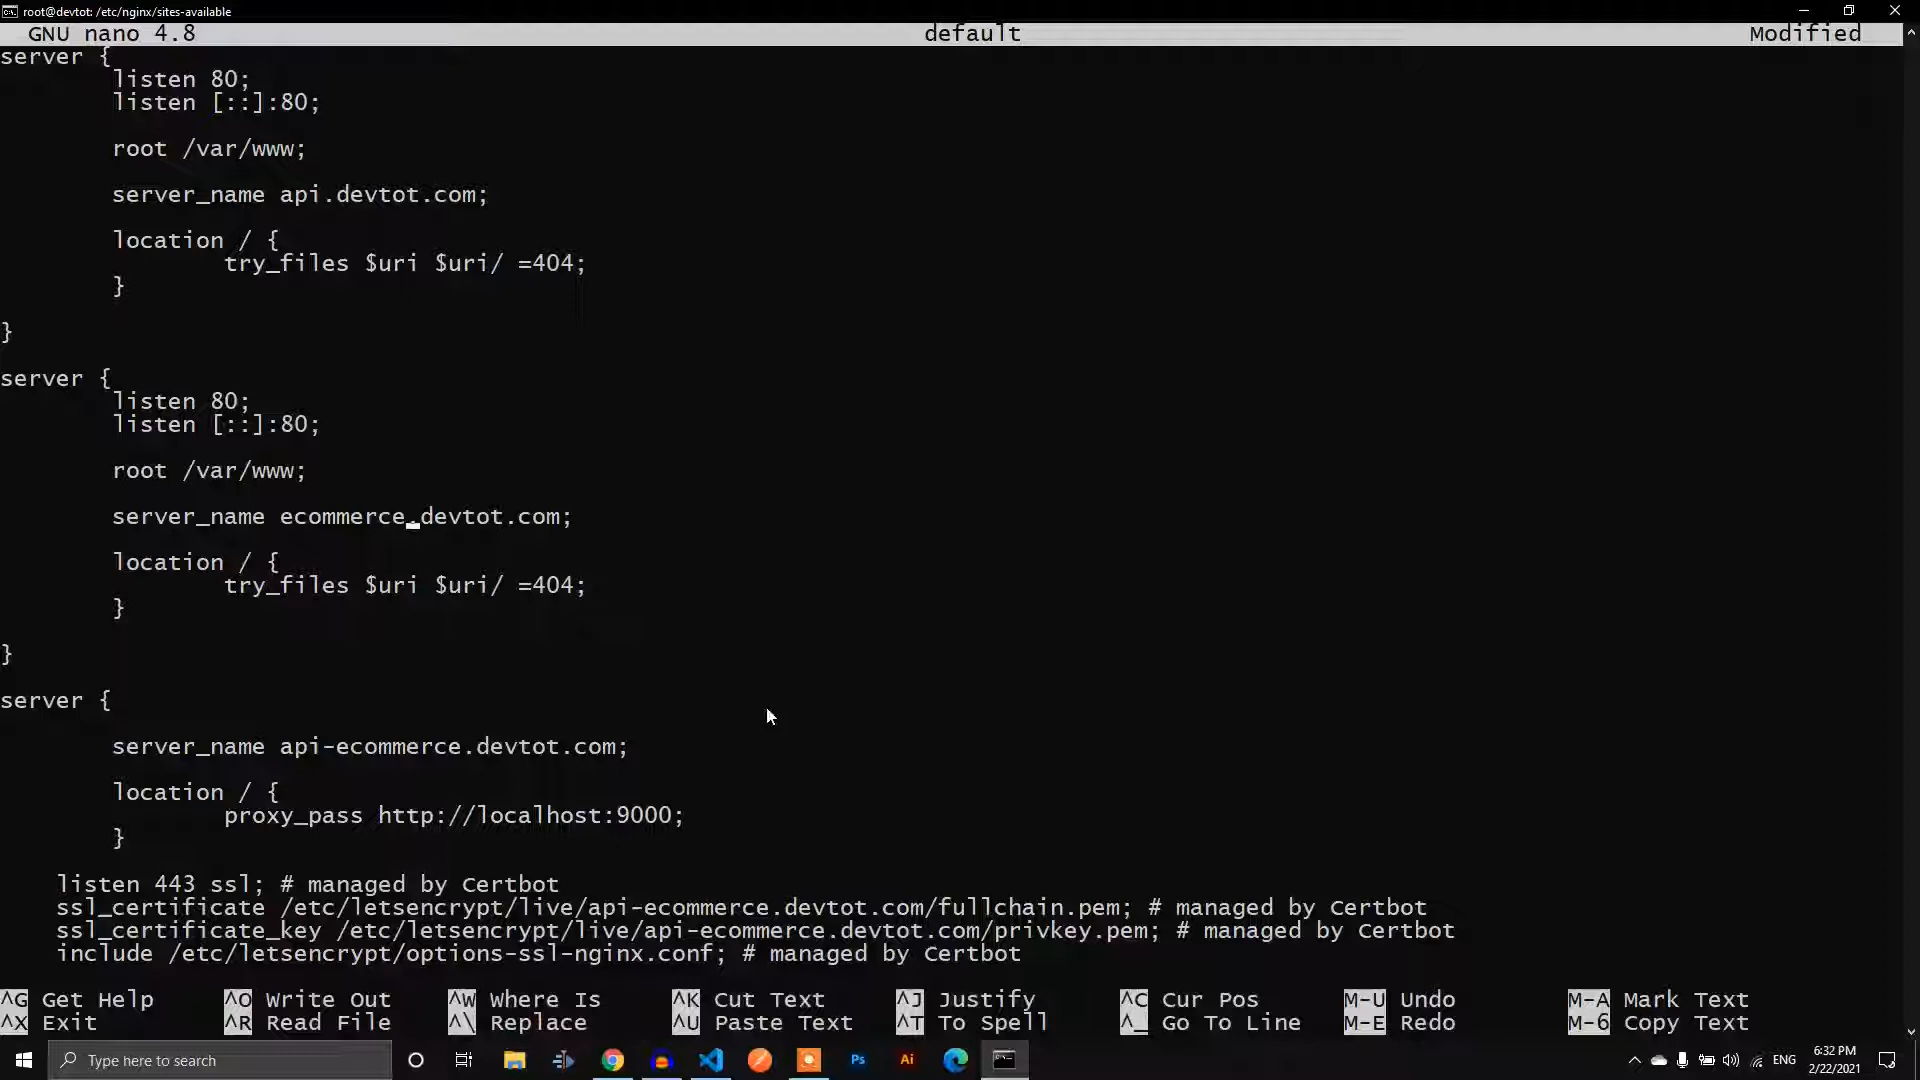 root@devtot: /etc/nginx/sites-available
GNU nano 4.8 default Modified
server {
listen 80;
listen [::]:80;
root /var/www;
server_name api.devtot.com;
location / {
try_files $uri $uri/ =404;
}
}
server {
listen 80;
listen [::]:80;
root /var/www;
server_name ecommerce.devtot.com;
location / {
try_files $uri $uri/ =404;
}
}
server {
server_name api-ecommerce.devtot.com;
location / {
proxy_pass http://localhost:9000;
}
listen 443 ssl; # managed by Certbot
ssl_certificate /etc/letsencrypt/live/api-ecommerce.devtot.com/fullchain.pem; # managed by Certbot
ssl_certificate_key /etc/letsencrypt/live/api-ecommerce.devtot.com/privkey.pem; # managed by Certbot
include /etc/letsencrypt/options-ssl-nginx.conf; # managed by Certbot
^G Get Help ^O Write Out ^W Where Is ^K Cut Text ^J Justify ^C Cur Pos M-U Undo M-A Mark Text
^X Exit ^R Read File ^\ Replace ^U Paste Text ^T To Spell ^_ Go To Line M-E Redo M-6 Copy Text
Type here to search Ps Ai ENG 6:32 PM
2/22/2021